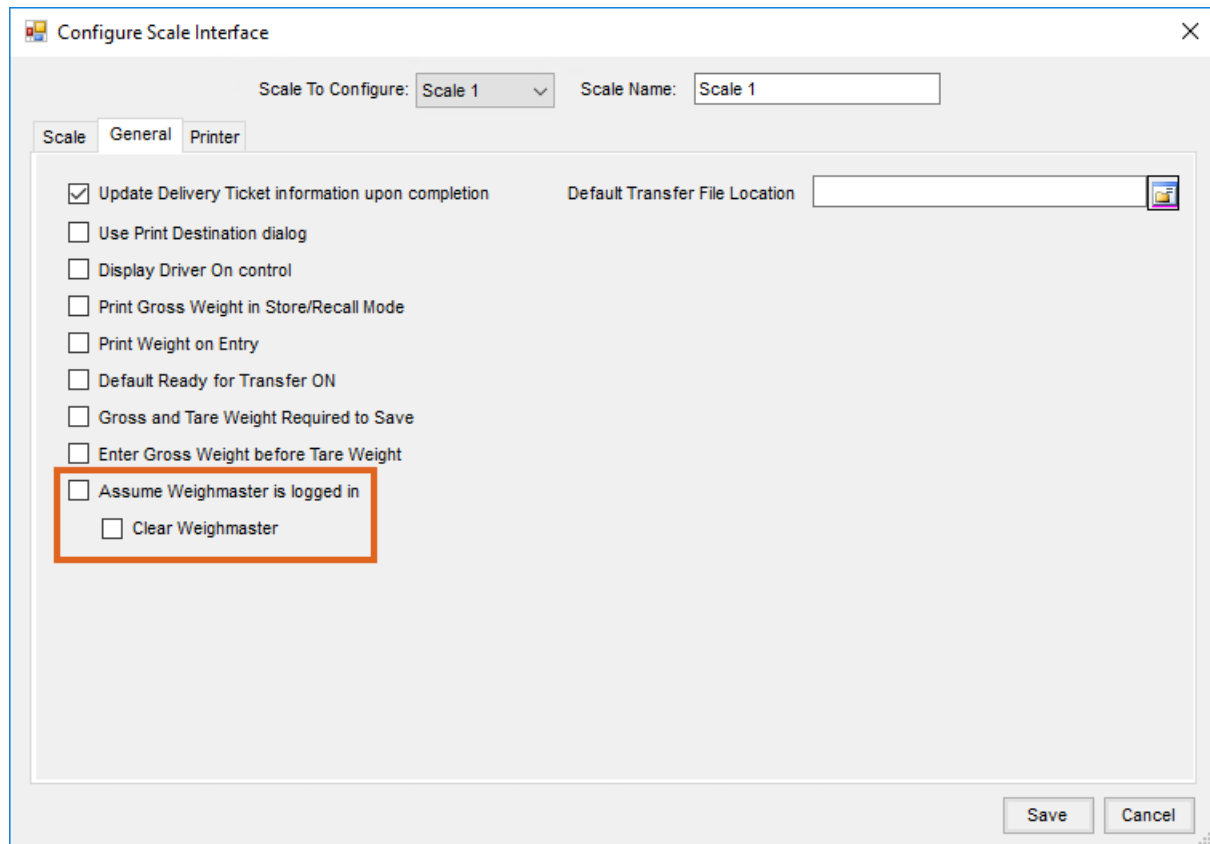 Configure Scale Interface
Scale To Configure: Scale 1 Scale Name: Scale 1
Scale General Printer
Update Delivery Ticket information upon completion Default Transfer File Location
Use Print Destination dialog
Display Driver On control
Print Gross Weight in Store/Recall Mode
Print Weight on Entry
Default Ready for Transfer ON
Gross and Tare Weight Required to Save
Enter Gross Weight before Tare Weight
Assume Weighmaster is logged in
Clear Weighmaster
Save Cancel